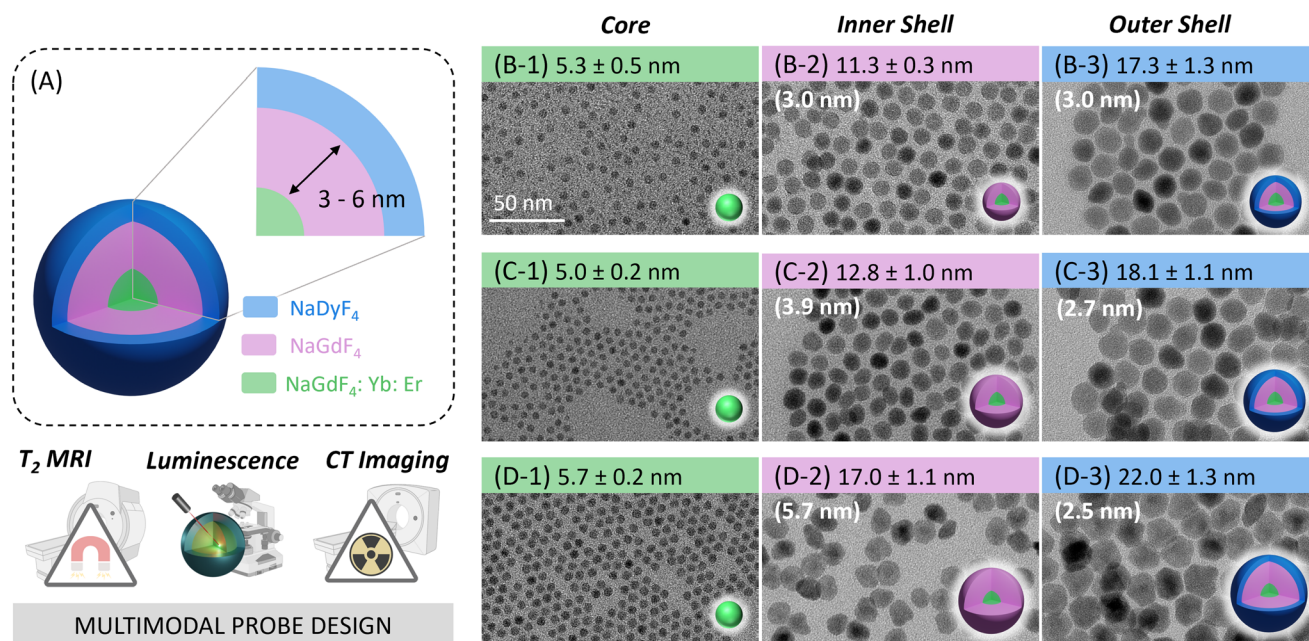 (A)
3 - 6 nm
NaDyF₄
NaGdF₄
NaGdF₄: Yb: Er
T₂ MRI
Luminescence
CT Imaging
MULTIMODAL PROBE DESIGN
Core
Inner Shell
Outer Shell
(B-1) 5.3 ± 0.5 nm
50 nm
(B-2) 11.3 ± 0.3 nm
(3.0 nm)
(B-3) 17.3 ± 1.3 nm
(3.0 nm)
(C-1) 5.0 ± 0.2 nm
(C-2) 12.8 ± 1.0 nm
(3.9 nm)
(C-3) 18.1 ± 1.1 nm
(2.7 nm)
(D-1) 5.7 ± 0.2 nm
(D-2) 17.0 ± 1.1 nm
(5.7 nm)
(D-3) 22.0 ± 1.3 nm
(2.5 nm)